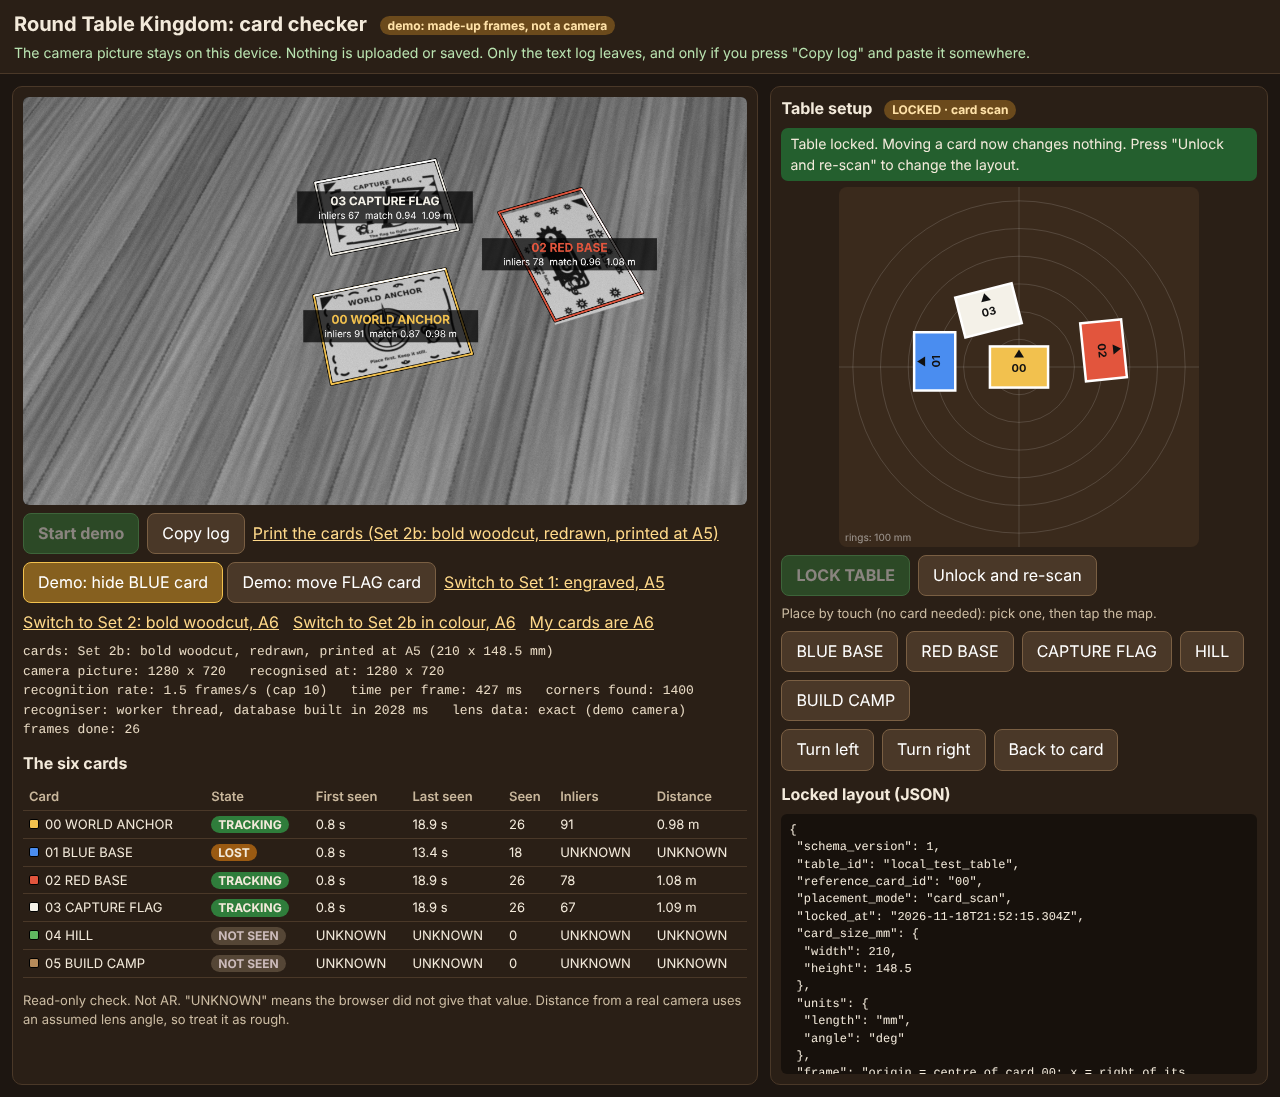 Round Table Kingdom: card checker demo: made-up frames, not a camera
The camera picture stays on this device. Nothing is uploaded or saved. Only the text log leaves, and only if you press "Copy log" and paste it somewhere.
CAPTURE FLAG
03 CAPTURE FLAG
inliers 67 match 0.94 1.09 m
02 RED BASE
inliers 78 match 0.96 1.08 m
WORLD ANCHOR
00 WORLD ANCHOR
inliers 91 match 0.87 0.98 m
Place first. Keep it still.
Start demo Copy log Print the cards (Set 2b: bold woodcut, redrawn, printed at A5)
Demo: hide BLUE card Demo: move FLAG card Switch to Set 1: engraved, A5
Switch to Set 2: bold woodcut, A6 Switch to Set 2b in colour, A6 My cards are A6
cards: Set 2b: bold woodcut, redrawn, printed at A5 (210 x 148.5 mm)
camera picture: 1280 x 720 recognised at: 1280 x 720
recognition rate: 1.5 frames/s (cap 10) time per frame: 427 ms corners found: 1400
recogniser: worker thread, database built in 2028 ms lens data: exact (demo camera)
frames done: 26
The six cards
Card State First seen Last seen Seen Inliers Distance
00 WORLD ANCHOR TRACKING 0.8 s 18.9 s 26 91 0.98 m
01 BLUE BASE LOST 0.8 s 13.4 s 18 UNKNOWN UNKNOWN
02 RED BASE TRACKING 0.8 s 18.9 s 26 78 1.08 m
03 CAPTURE FLAG TRACKING 0.8 s 18.9 s 26 67 1.09 m
04 HILL NOT SEEN UNKNOWN UNKNOWN 0 UNKNOWN UNKNOWN
05 BUILD CAMP NOT SEEN UNKNOWN UNKNOWN 0 UNKNOWN UNKNOWN
Read-only check. Not AR. "UNKNOWN" means the browser did not give that value. Distance from a real camera uses
an assumed lens angle, so treat it as rough.
Table setup LOCKED · card scan
Table locked. Moving a card now changes nothing. Press "Unlock
and re-scan" to change the layout.
03
01
00
02
rings: 100 mm
LOCK TABLE Unlock and re-scan
Place by touch (no card needed): pick one, then tap the map.
BLUE BASE RED BASE CAPTURE FLAG HILL
BUILD CAMP
Turn left Turn right Back to card
Locked layout (JSON)
{
"schema_version": 1,
"table_id": "local_test_table",
"reference_card_id": "00",
"placement_mode": "card_scan",
"locked_at": "2026-11-18T21:52:15.304Z",
"card_size_mm": {
"width": 210,
"height": 148.5
},
"units": {
"length": "mm",
"angle": "deg"
},
"frame": "origin = centre of card 00; x = right of its